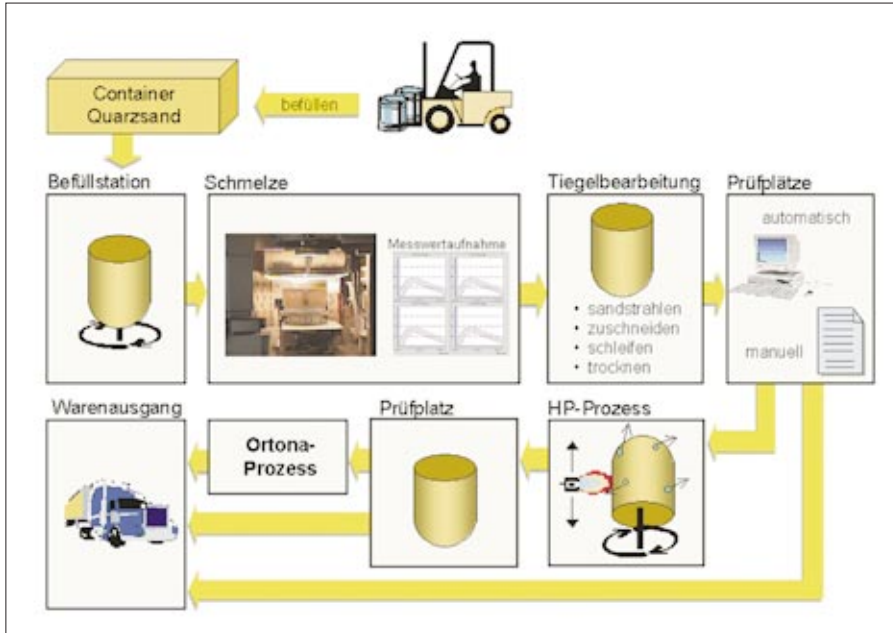 Container
Quarzsand
befüllen
Befüllstation
Schmelze
Messwertaufnahme
Tiegelbearbeitung
• sandstrahlen
• zuschneiden
• schleifen
• trocknen
Prüfplätze
automatisch
manuell
Warenausgang
Ortona-
Prozess
Prüfplatz
HP-Prozess